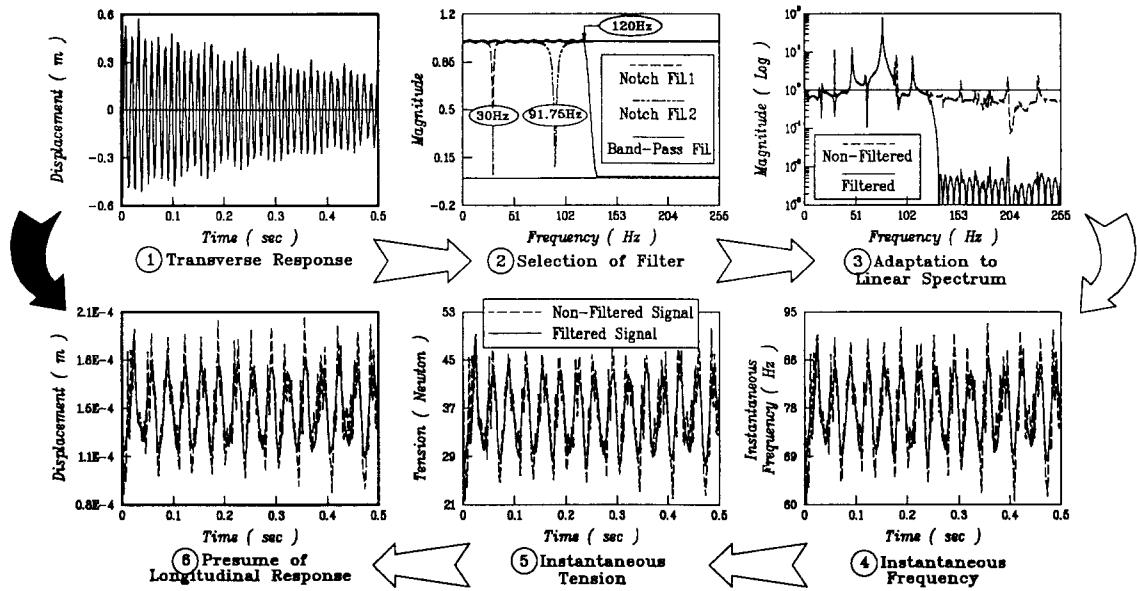 Displacement ( m )
0.6
0.3
0
-0.3
-0.6
0
0.1
0.2
0.3
0.4
0.5
Time ( sec )
① Transverse Response
Magnitude
1.2
0.85
0.5
0.15
-0.2
120Hz
30Hz
91.75Hz
Notch Fil.1
Notch Fil.2
Band-Pass Fil.
0
51
102
153
204
255
Frequency ( Hz )
② Selection of Filter
Magnitude ( Log )
Non-Filtered
Filtered
0
51
102
153
204
255
Frequency ( Hz )
③ Adaptation to
Linear Spectrum
Displacement ( m )
2.1E-4
1.8E-4
1.5E-4
1.1E-4
0.8E-4
0
0.1
0.2
0.3
0.4
0.5
Time ( sec )
⑥ Presume of
Longitudinal Response
Tension ( Newton )
53
45
37
29
21
Non-Filtered Signal
Filtered Signal
0
0.1
0.2
0.3
0.4
0.5
Time ( sec )
⑤ Instantaneous
Tension
Instantaneous
Frequency ( Hz )
95
86
78
69
60
0
0.1
0.2
0.3
0.4
0.5
Time ( sec )
④ Instantaneous
Frequency